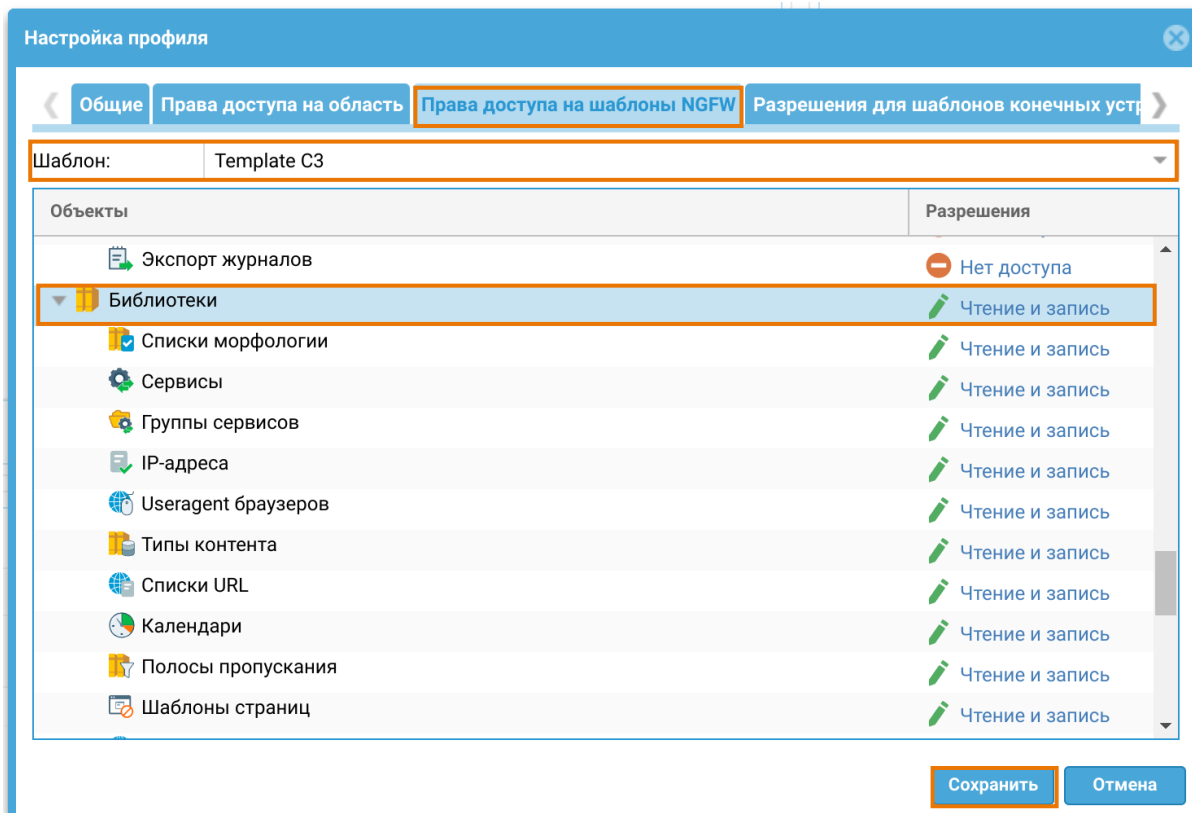 Настройка профиля
Общие Права доступа на область Права доступа на шаблоны NGFW Разрешения для шаблонов конечных устр
Шаблон: Template C3
Объекты Разрешения
Экспорт журналов Нет доступа
Библиотеки Чтение и запись
Списки морфологии Чтение и запись
Сервисы Чтение и запись
Группы сервисов Чтение и запись
IP-адреса Чтение и запись
Useragent браузеров Чтение и запись
Типы контента Чтение и запись
Списки URL Чтение и запись
Календари Чтение и запись
Полосы пропускания Чтение и запись
Шаблоны страниц Чтение и запись
Сохранить Отмена